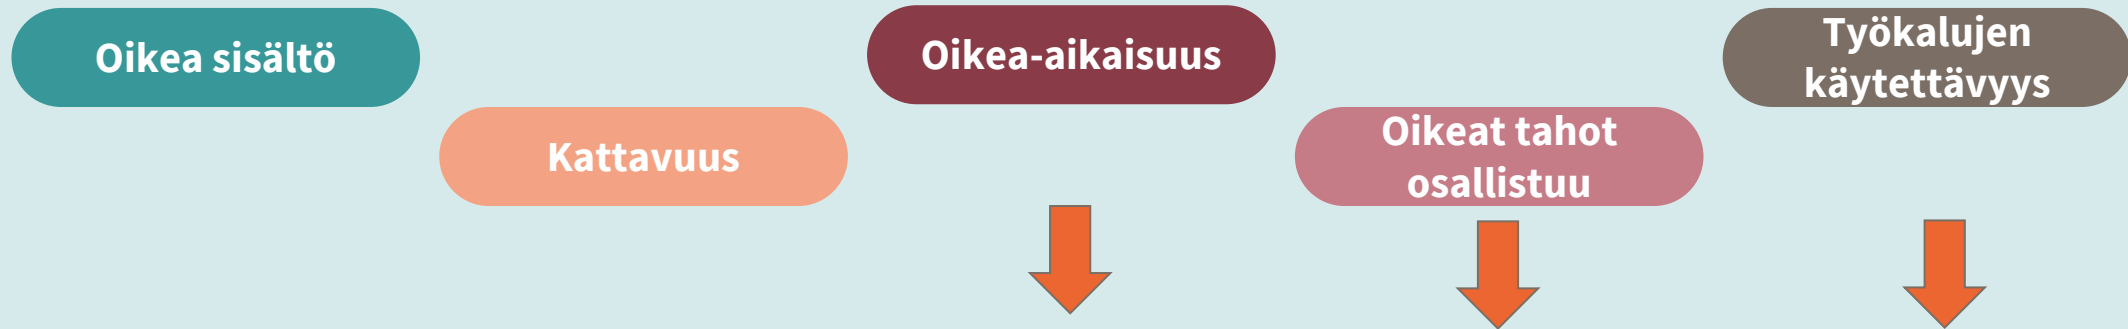 Oikea sisältö
Kattavuus
Oikea-aikaisuus
Oikeat tahot
osallistuu
Työkalujen
käytettävyys